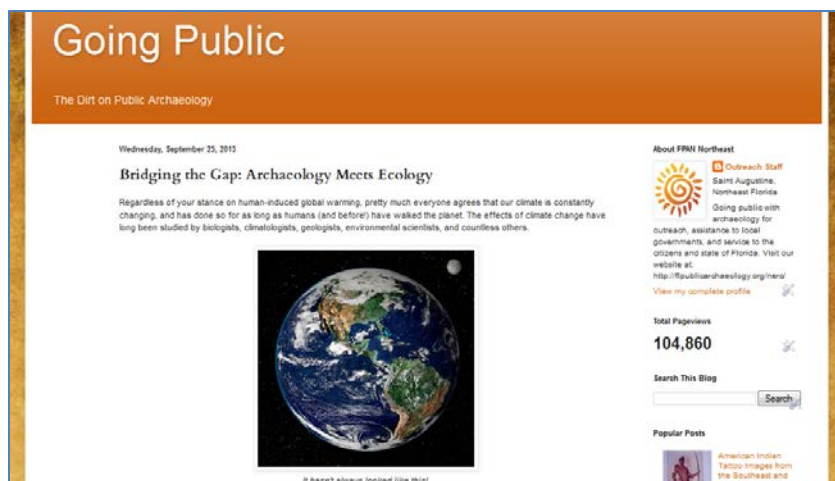 Going Public
The Dirt on Public Archaeology
Wednesday, September 25, 2013
Bridging the Gap: Archaeology Meets Ecology
Regardless of your stance on human-induced global warming, pretty much everyone agrees that our climate is constantly
changing, and has done so for as long as humans (and before!) have walked the planet. The effects of climate change have
long been studied by biologists, climatologists, geologists, environmental scientists, and countless others.
It hasn't always looked like this!
About FPAN Northeast
Outreach Staff
Saint Augustine,
Northeast Florida
Going public with
archaeology for
outreach, assistance to local
governments, and service to the
citizens and state of Florida. Visit our
website at:
http://flpublicarchaeology.org/nerc/
View my complete profile
Total Pageviews
104,860
Search This Blog
Search
Popular Posts
American Indian
Tattoo Images from
the Southeast and